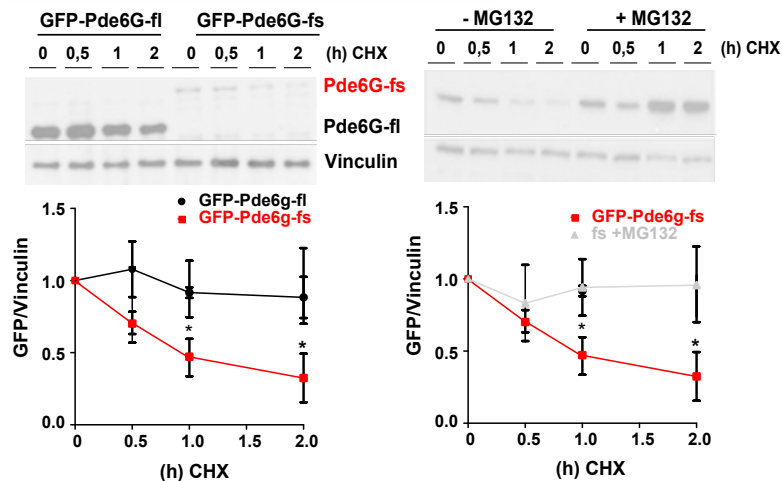 GFP-Pde6G-fl GFP-Pde6G-fs
0 0,5 1 2 0 0,5 1 2 (h) CHX
Pde6G-fs
Pde6G-fl
Vinculin
GFP-Pde6g-fl
GFP-Pde6g-fs
1.5
1.0
0.5
0.0
GFP/Vinculin
*
*
0 0.5 1.0 2.0
(h) CHX
- MG132 + MG132
0 0,5 1 2 0 0,5 1 2 (h) CHX
GFP-Pde6g-fs
fs +MG132
1.5
1.0
0.5
0.0
GFP/Vinculin
*
*
0 0.5 1.0 2.0
(h) CHX